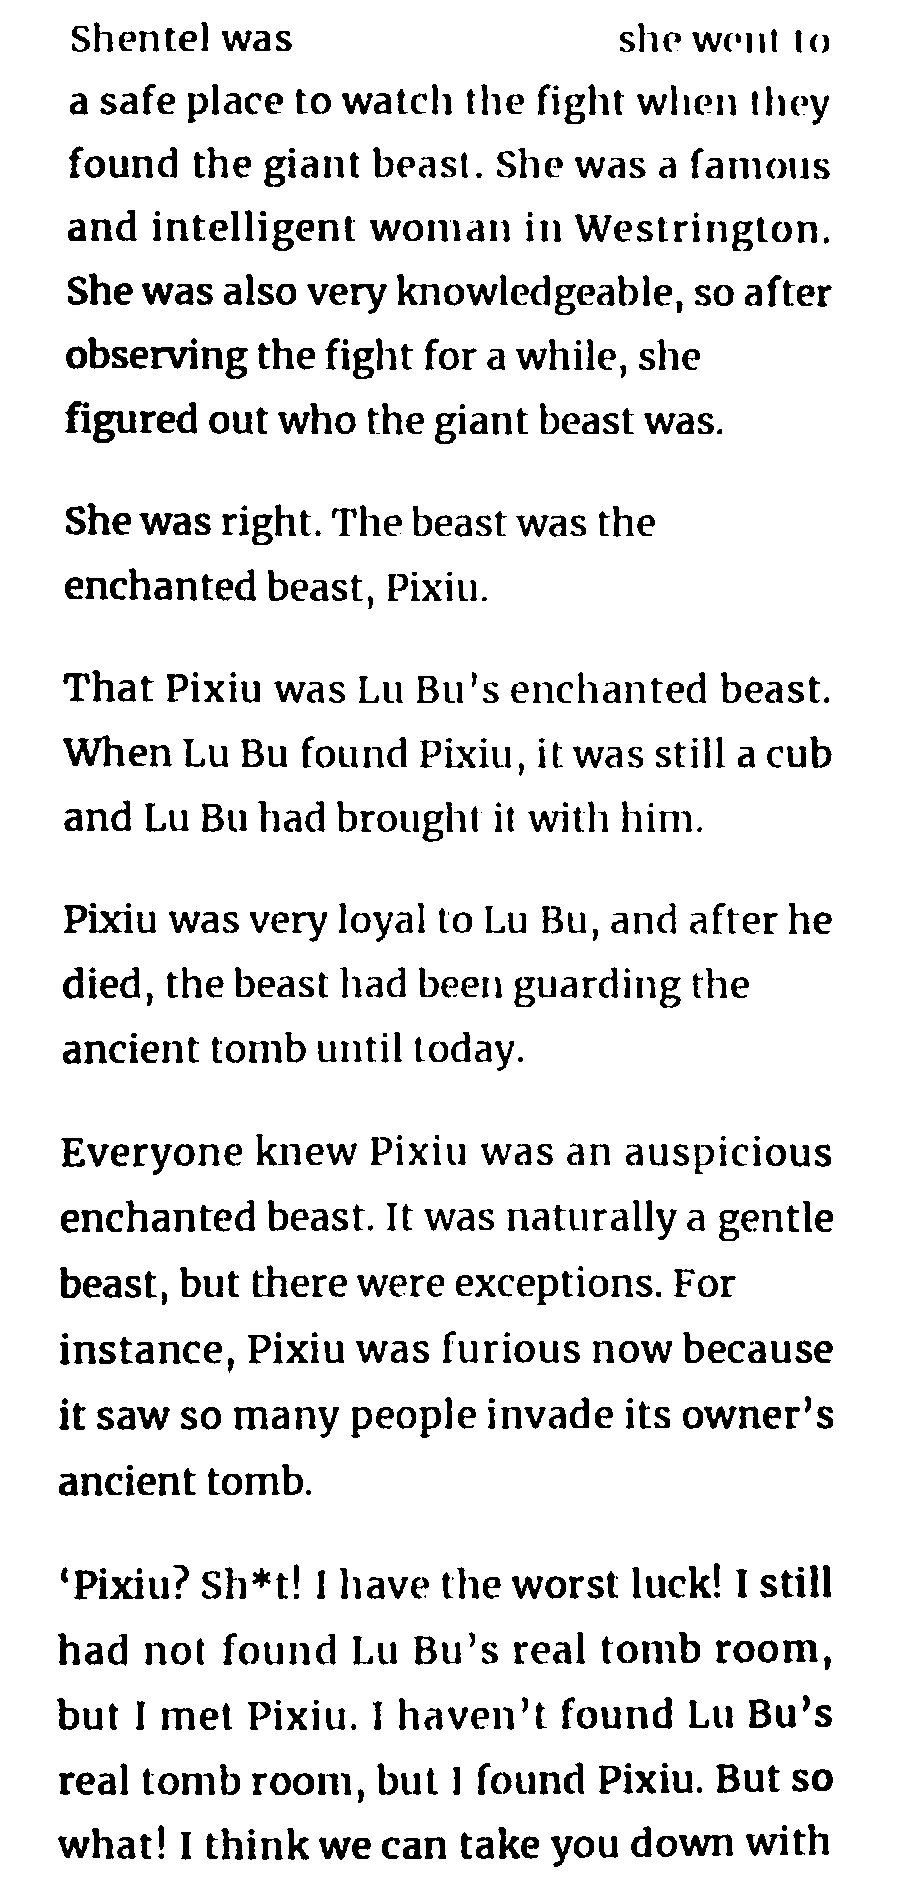 Shentel was she went to
a safe place to watch the fight when they
found the giant beast. She was a famous
and intelligent woman in Westrington.
She was also very knowledgeable, so after
observing the fight for a while, she
figured out who the giant beast was.
She was right. The beast was the
enchanted beast, Pixiu.
That Pixiu was Lu Bu's enchanted beast.
When Lu Bu found Pixiu, it was still a cub
and Lu Bu had brought it with him.
Pixiu was very loyal to Lu Bu, and after he
died, the beast had been guarding the
ancient tomb until today.
Everyone knew Pixiu was an auspicious
enchanted beast. It was naturally a gentle
beast, but there were exceptions. For
instance, Pixiu was furious now because
it saw so many people invade its owner's
ancient tomb.
‘Pixiu? Sh*t! I have the worst luck! I still
had not found Lu Bu's real tomb room,
but I met Pixiu. I haven't found Lu Bu's
real tomb room, but I found Pixiu. But so
what! I think we can take you down with